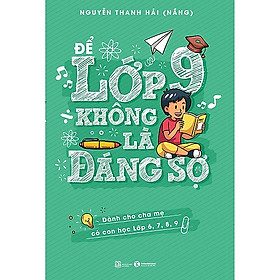 NGUYỄN THANH HẢI (NẮNG)
ĐỂ
LỚP 9
KHÔNG
LÀ
ĐÁNG SỢ
Dành cho cha mẹ
có con học lớp 6, 7, 8, 9